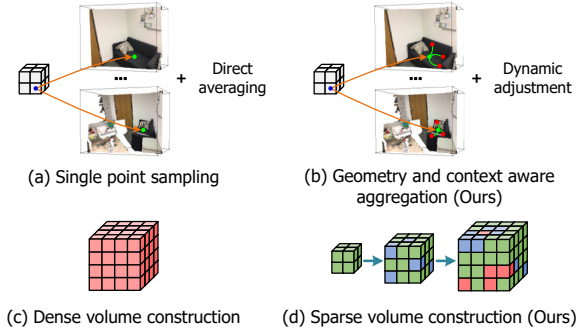 ... + Direct averaging
... + Dynamic adjustment
(a) Single point sampling
(b) Geometry and context aware
aggregation (Ours)
(c) Dense volume construction
(d) Sparse volume construction (Ours)